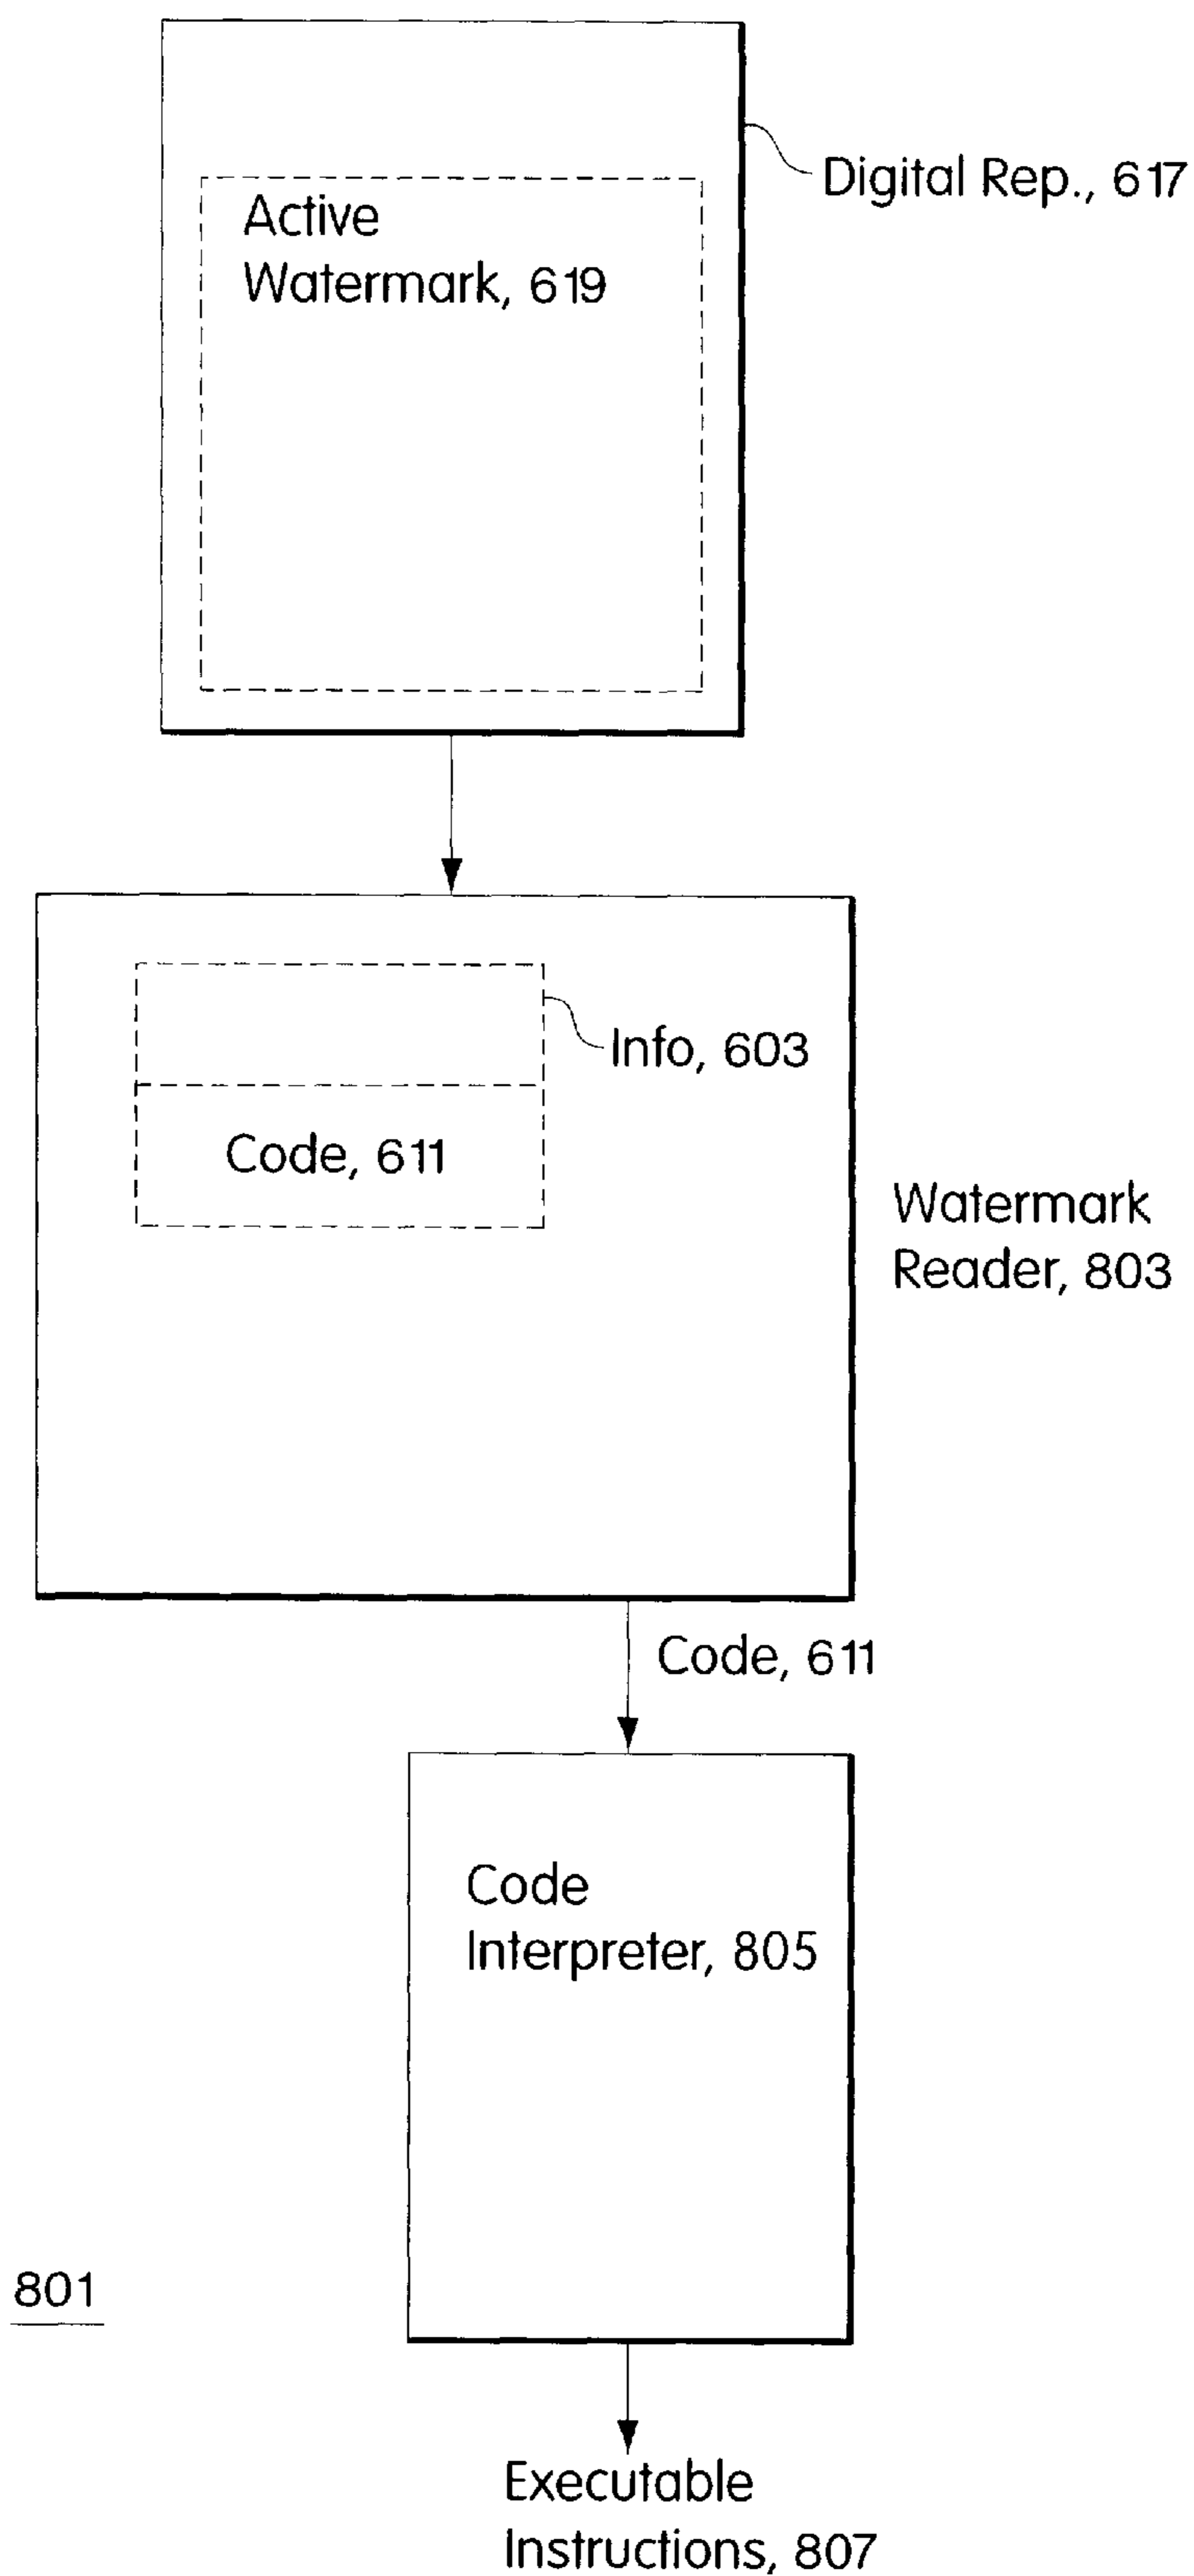 Digital Rep., 617
Active
Watermark, 619
Info, 603
Code, 611
Watermark
Reader, 803
Code, 611
Code
Interpreter, 805
801
Executable
Instructions, 807